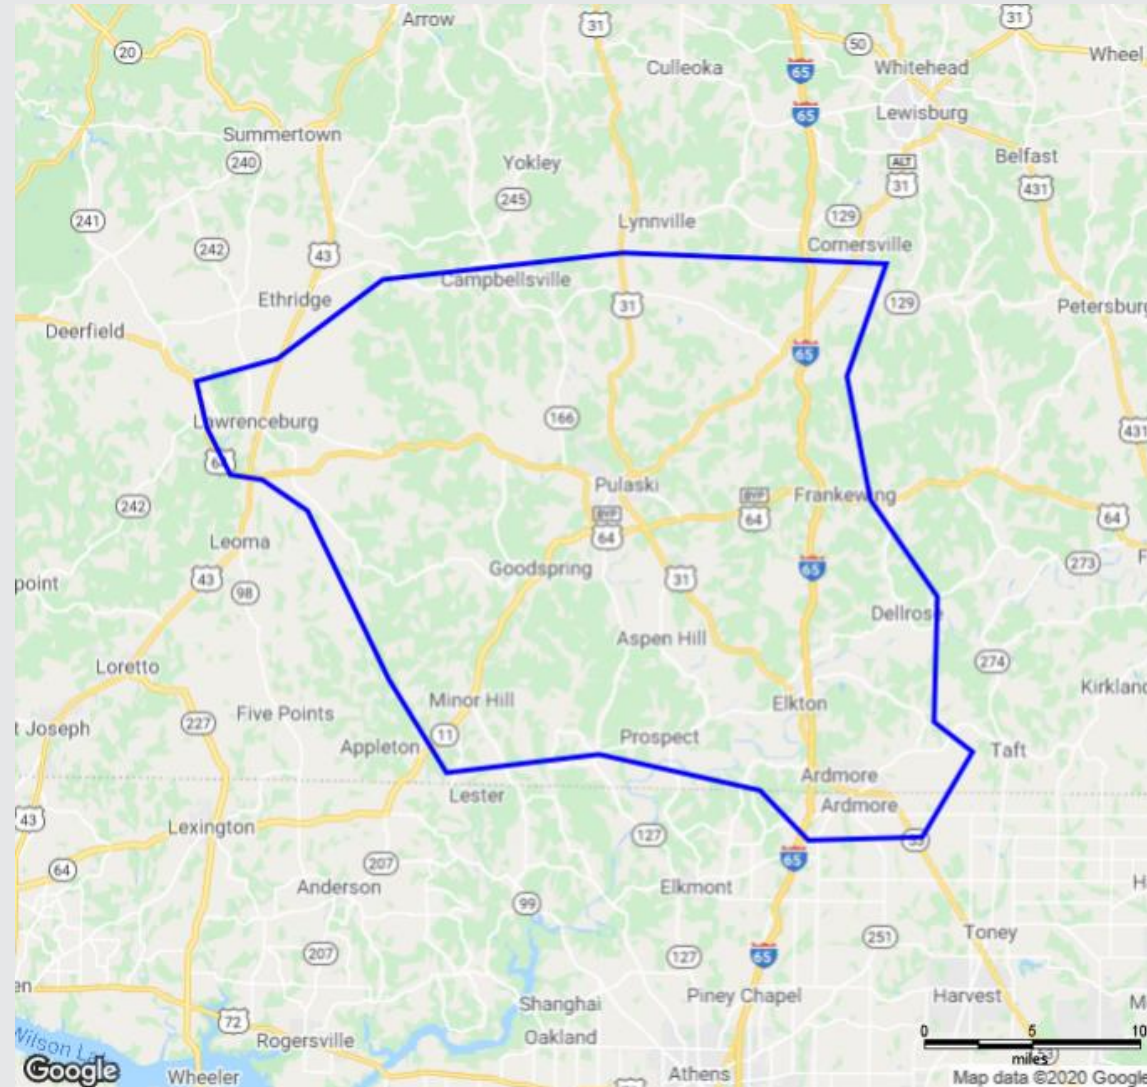 Arrow
31
31
20
50
Wheel
Culleoka
65
Whitehead
65
Lewisburg
Summertown
240
Yokley
ALT
31
Belfast
431
245
241
129
Lynnville
242
43
Cornersville
Campbellsville
Ethridge
31
129
Petersburg
Deerfield
65
166
Lawrenceburg
431
64
Pulaski
BYP
64
Frankewing
242
BYP
64
64
Leoma
Goodspring
273
point
43
98
31
65
Dellrose
Aspen Hill
274
Loretto
Kirkland
Minor Hill
Elkton
Five Points
227
t Joseph
11
Prospect
Appleton
Taft
Ardmore
Lester
Ardmore
43
Lexington
127
53
207
65
64
Anderson
Elkmont
H
99
251
Toney
207
127
65
en
Piney Chapel
Harvest
M
Shanghai
72
0 5 10
Rogersville
Oakland
miles
53
Wilson La
Google
Wheeler
Athens
Map data ©2020 Google